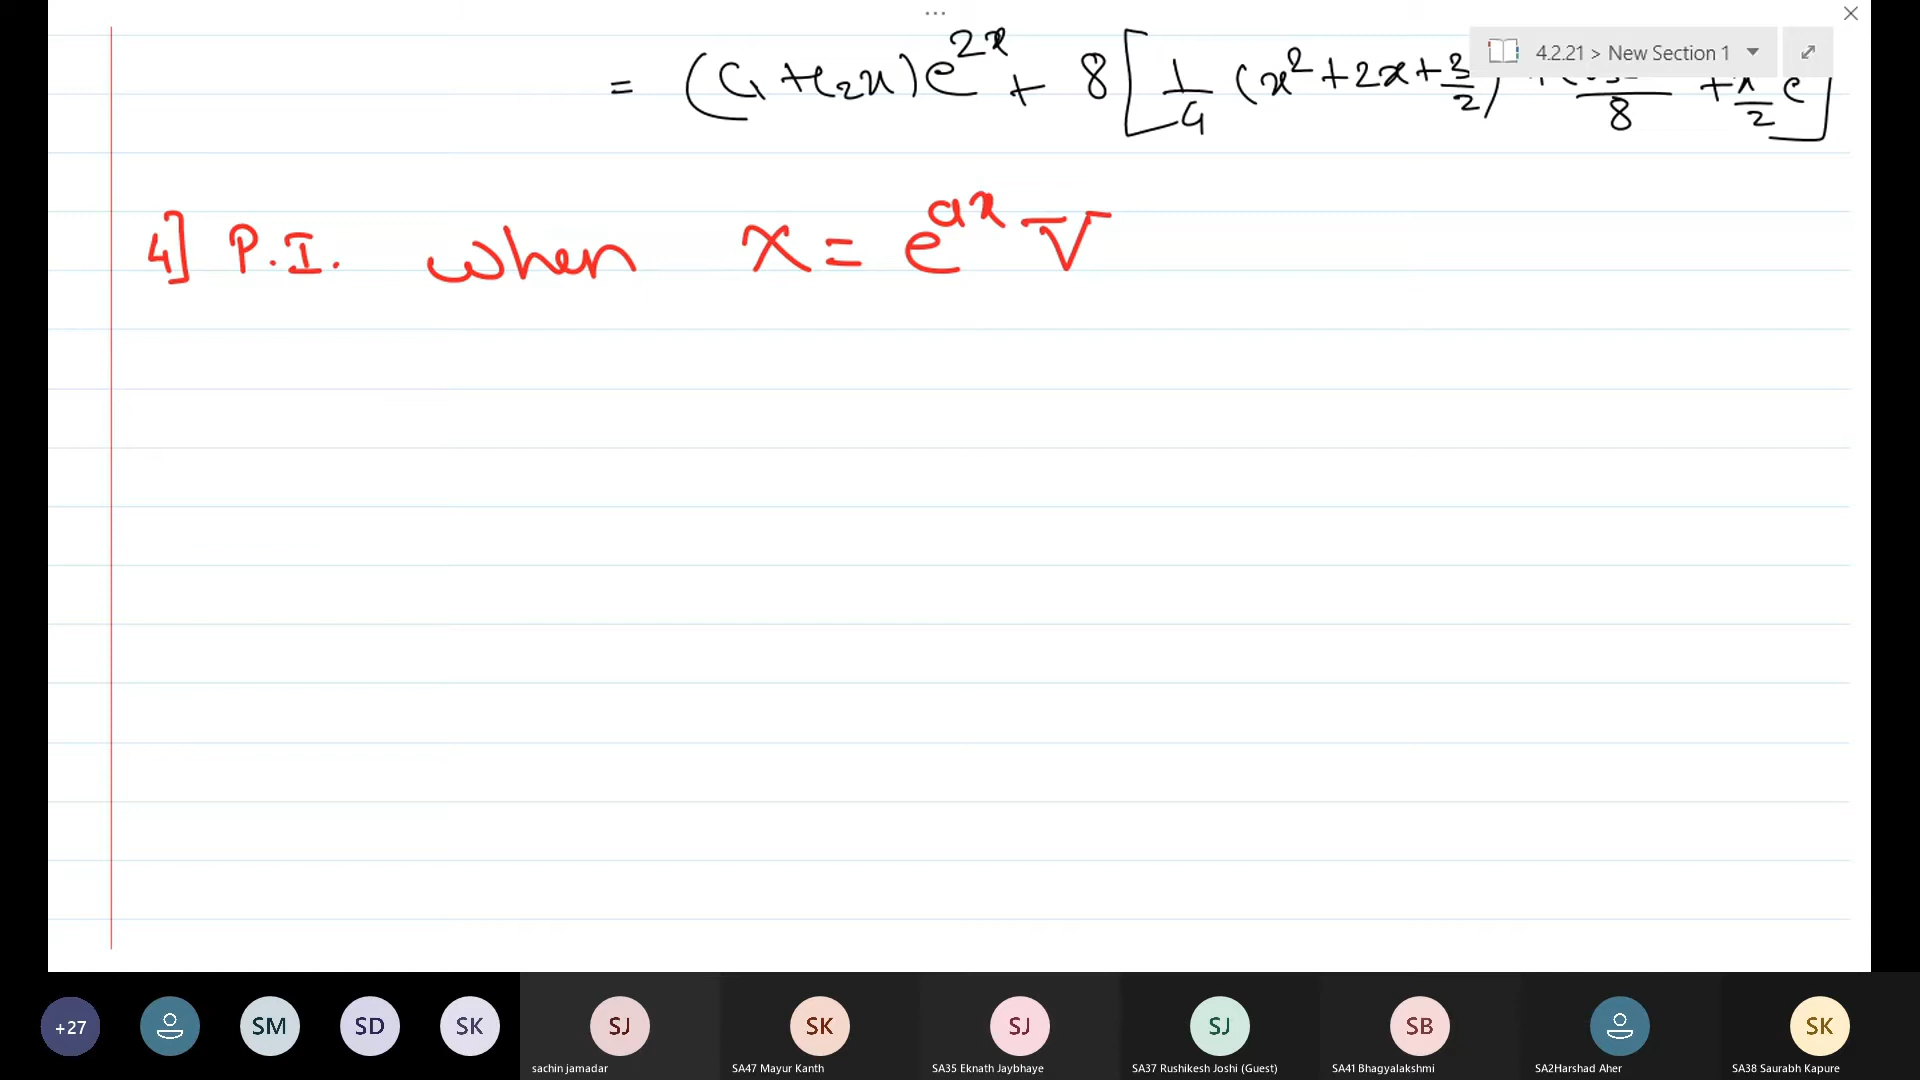 4.2.21 > New Section 1
= (C1 + C2x)e^2x + 8[1/4 (x^2 + 2x + 3/2) + /8 + x/2 e]
4] P.I. when X = e^ax V
+27 SM SD SK SJ SK SJ SJ SB SK
sachin jamadar SA47 Mayur Kanth SA35 Eknath Jaybhaye SA37 Rushikesh Joshi (Guest) SA41 Bhagyalakshmi SA2Harshad Aher SA38 Saurabh Kapure